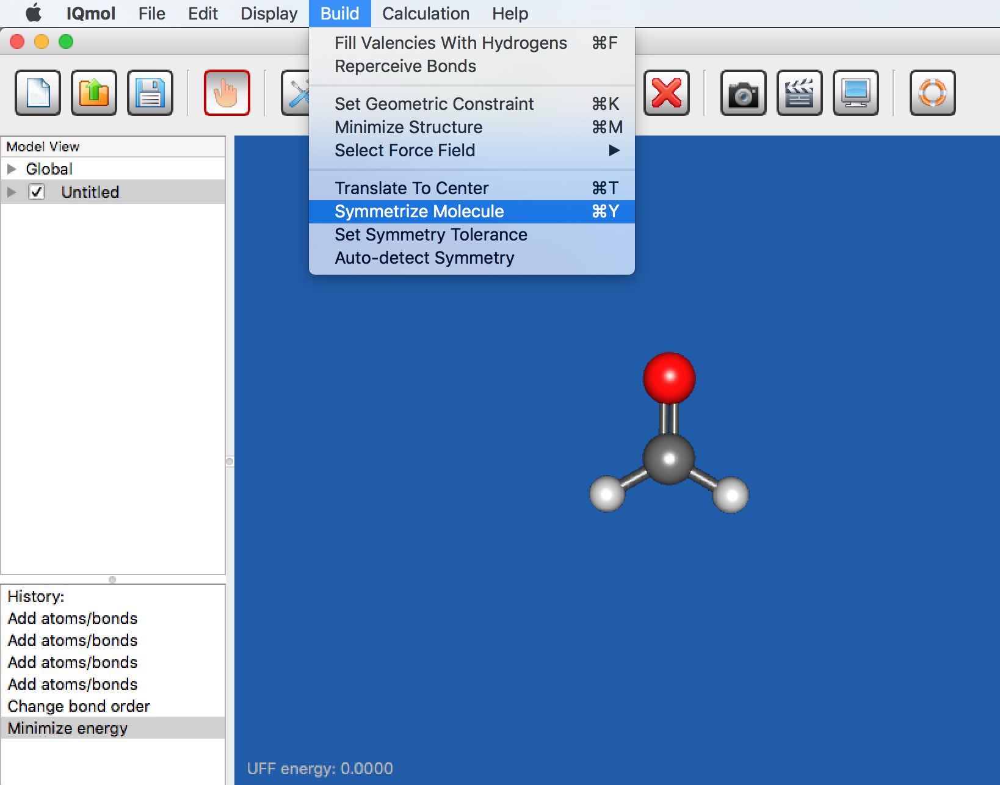 IQmol File Edit Display Build Calculation Help
Fill Valencies With Hydrogens ⌘F
Reperceive Bonds
Set Geometric Constraint ⌘K
Minimize Structure ⌘M
Select Force Field ▶
Translate To Center ⌘T
Symmetrize Molecule ⌘Y
Set Symmetry Tolerance
Auto-detect Symmetry
Model View
Global
Untitled
History:
Add atoms/bonds
Add atoms/bonds
Add atoms/bonds
Add atoms/bonds
Change bond order
Minimize energy
UFF energy: 0.0000